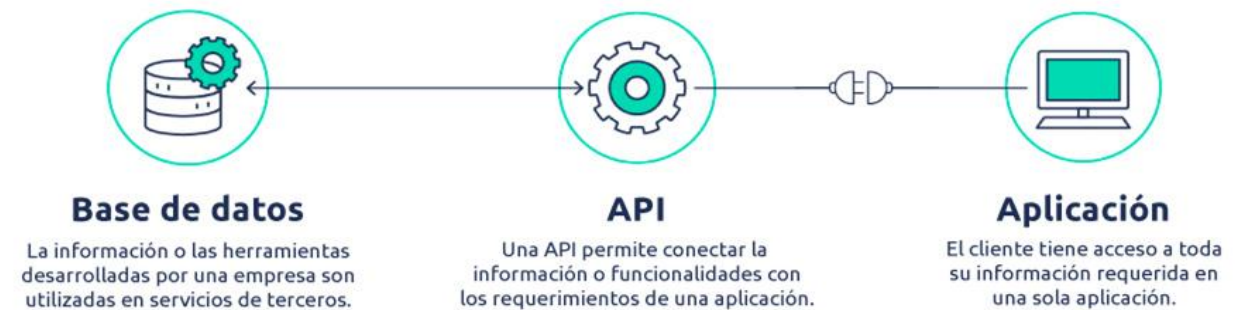 Base de datos
La información o las herramientas
desarrolladas por una empresa son
utilizadas en servicios de terceros.
API
Una API permite conectar la
información o funcionalidades con
los requerimientos de una aplicación.
Aplicación
El cliente tiene acceso a toda
su información requerida en
una sola aplicación.